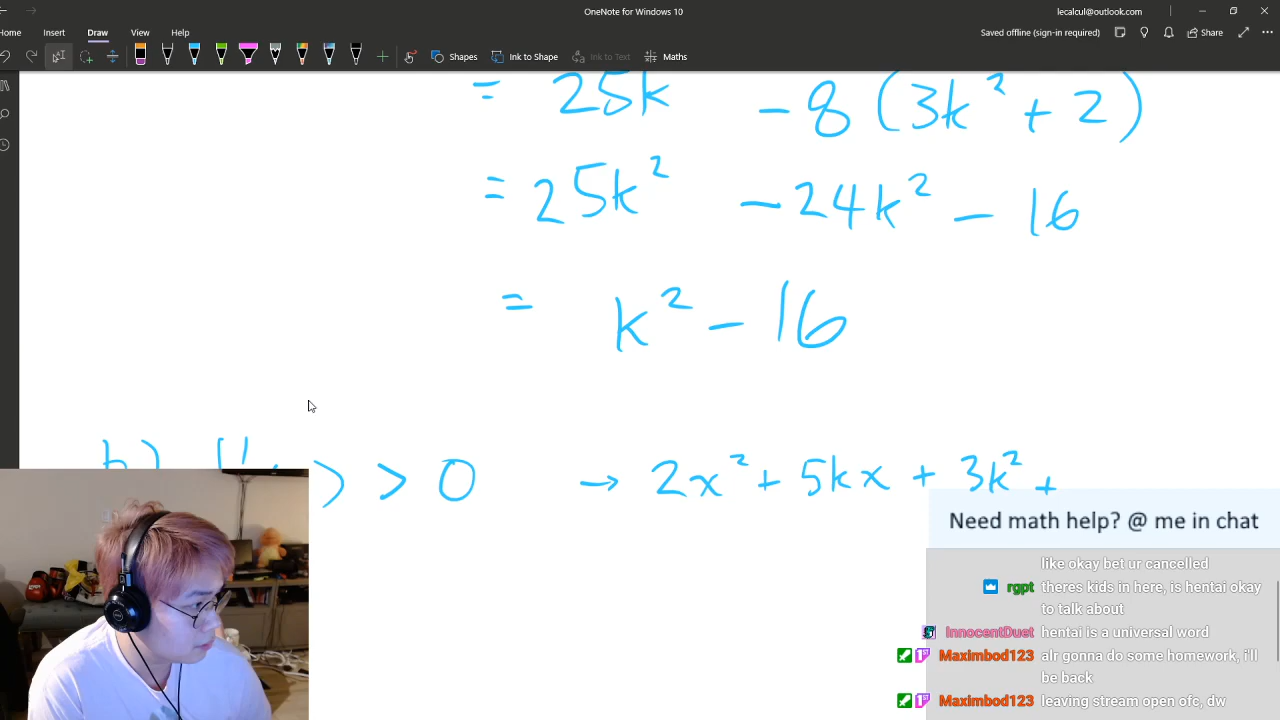 OneNote for Windows 10
lecalcul@outlook.com
Home Insert Draw View Help
Saved offline (sign-in required)
Share
Shapes
Ink to Shape
Ink to Text
Maths
= 25k - 8 (3k² + 2)
= 25k² - 24k² - 16
= k² - 16
) > 0 → 2x² + 5kx + 3k² +
Need math help? @ me in chat
like okay bet ur cancelled
rgpt theres kids in here, is hentai okay
to talk about
InnocentDuet hentai is a universal word
Maximbod123 alr gonna do some homework, i'll
be back
Maximbod123 leaving stream open ofc, dw